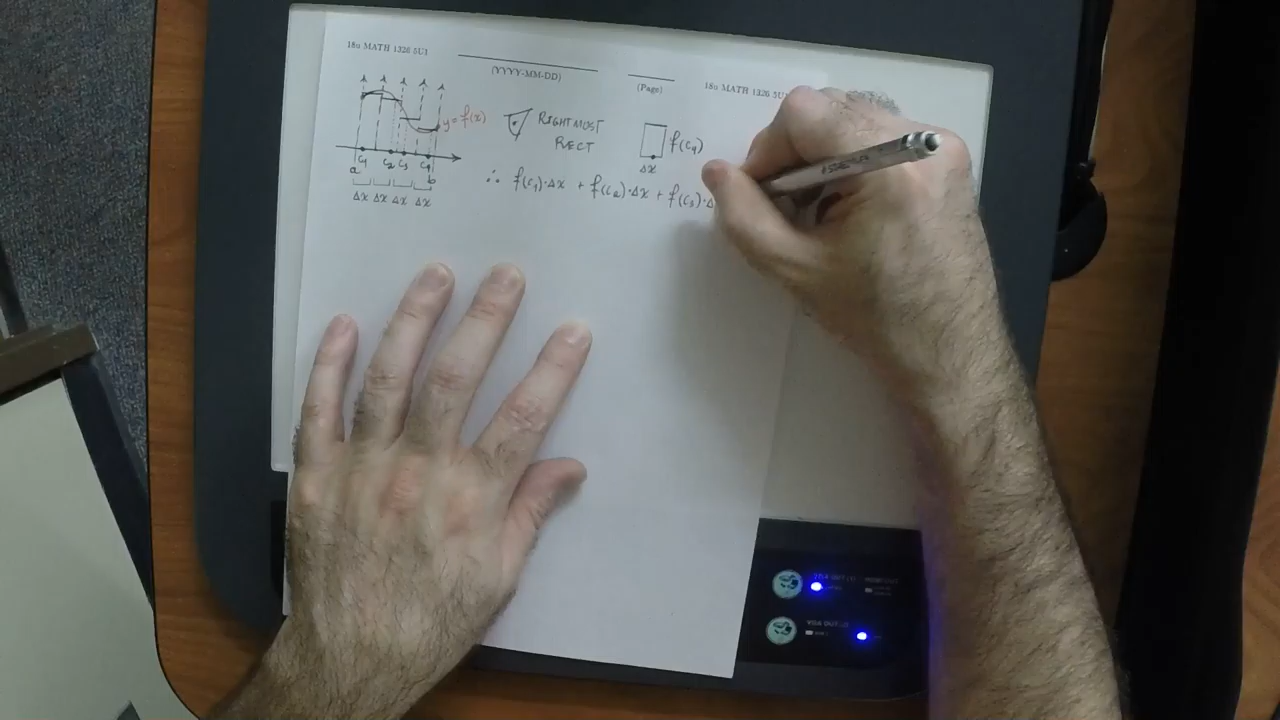 18u MATH 1326 5U1
(YYYY-MM-DD)
(Page)
18u MATH 1326 5U
y = f(x)
RIGHTMOST
RECT
f(c₄)
Δx
a c₁ c₂ c₃ c₄ b
Δx Δx Δx Δx
∴ f(c₁)·Δx + f(c₂)·Δx + f(c₃)·Δ